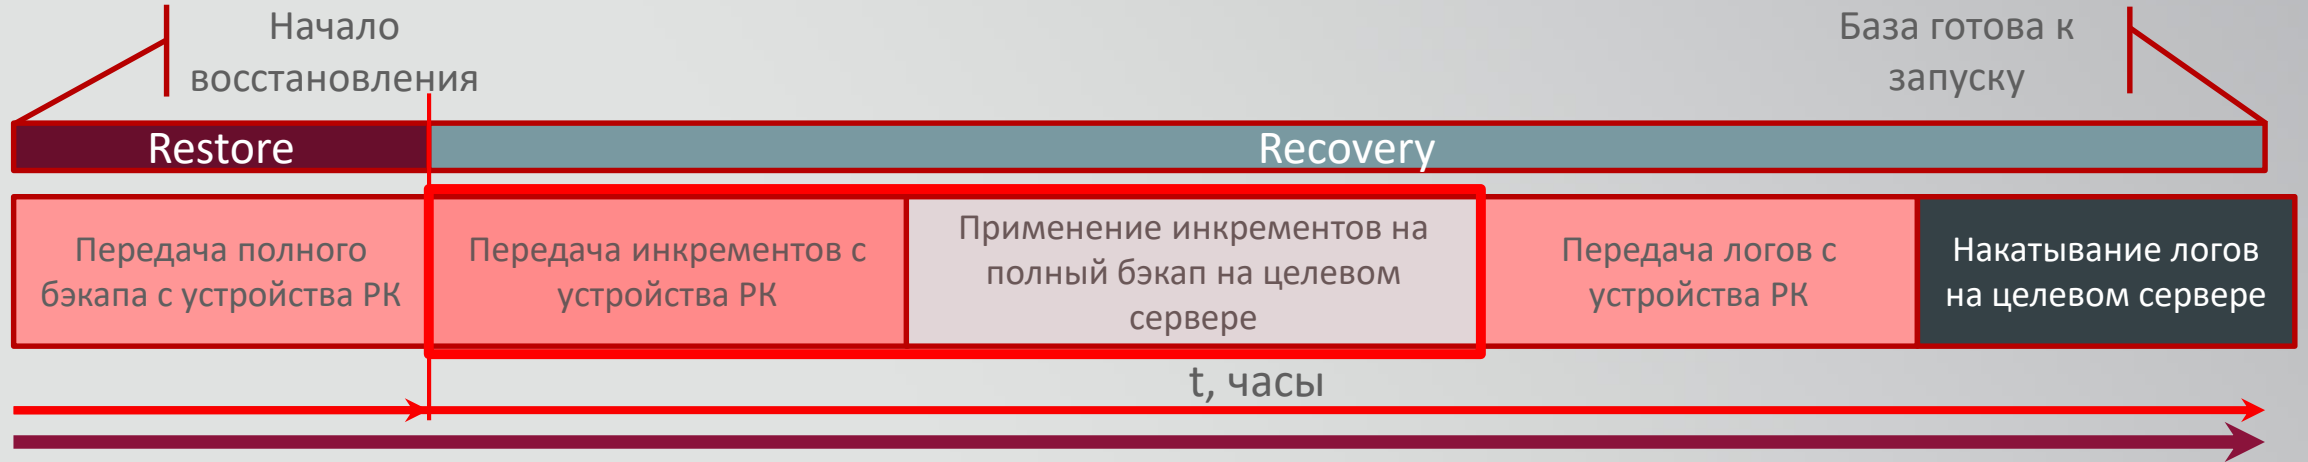 Начало
восстановления
База готова к
запуску
Restore
Recovery
Передача полного
бэкапа с устройства РК
Передача инкрементов с
устройства РК
Применение инкрементов на
полный бэкап на целевом
сервере
Передача логов с
устройства РК
Накатывание логов
на целевом сервере
t, часы